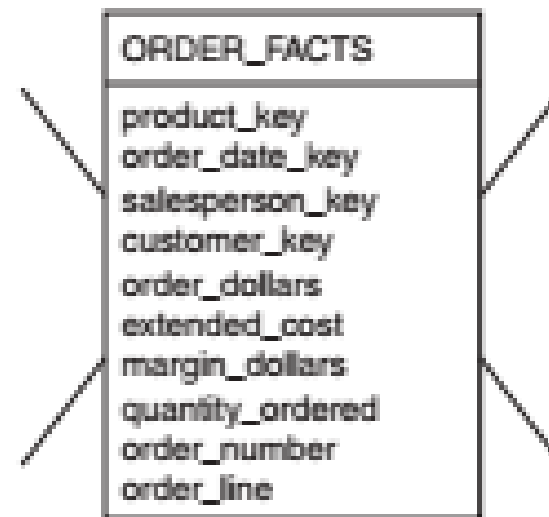 ORDER_FACTS
product_key
order_date_key
salesperson_key
customer_key
order_dollars
extended_cost
margin_dollars
quantity_ordered
order_number
order_line